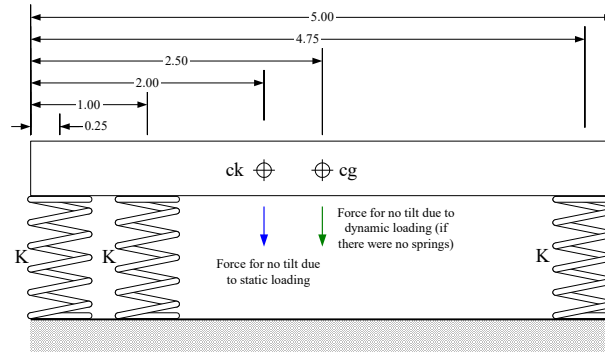 5.00
4.75
2.50
2.00
1.00
0.25
ck
cg
Force for no tilt due to
dynamic loading (if
there were no springs)
Force for no tilt due
to static loading
K
K
K